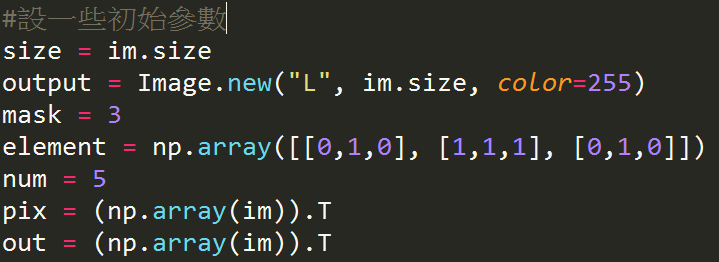 #設一些初始參數
size = im.size
output = Image.new("L", im.size, color=255)
mask = 3
element = np.array([[0,1,0], [1,1,1], [0,1,0]])
num = 5
pix = (np.array(im)).T
out = (np.array(im)).T